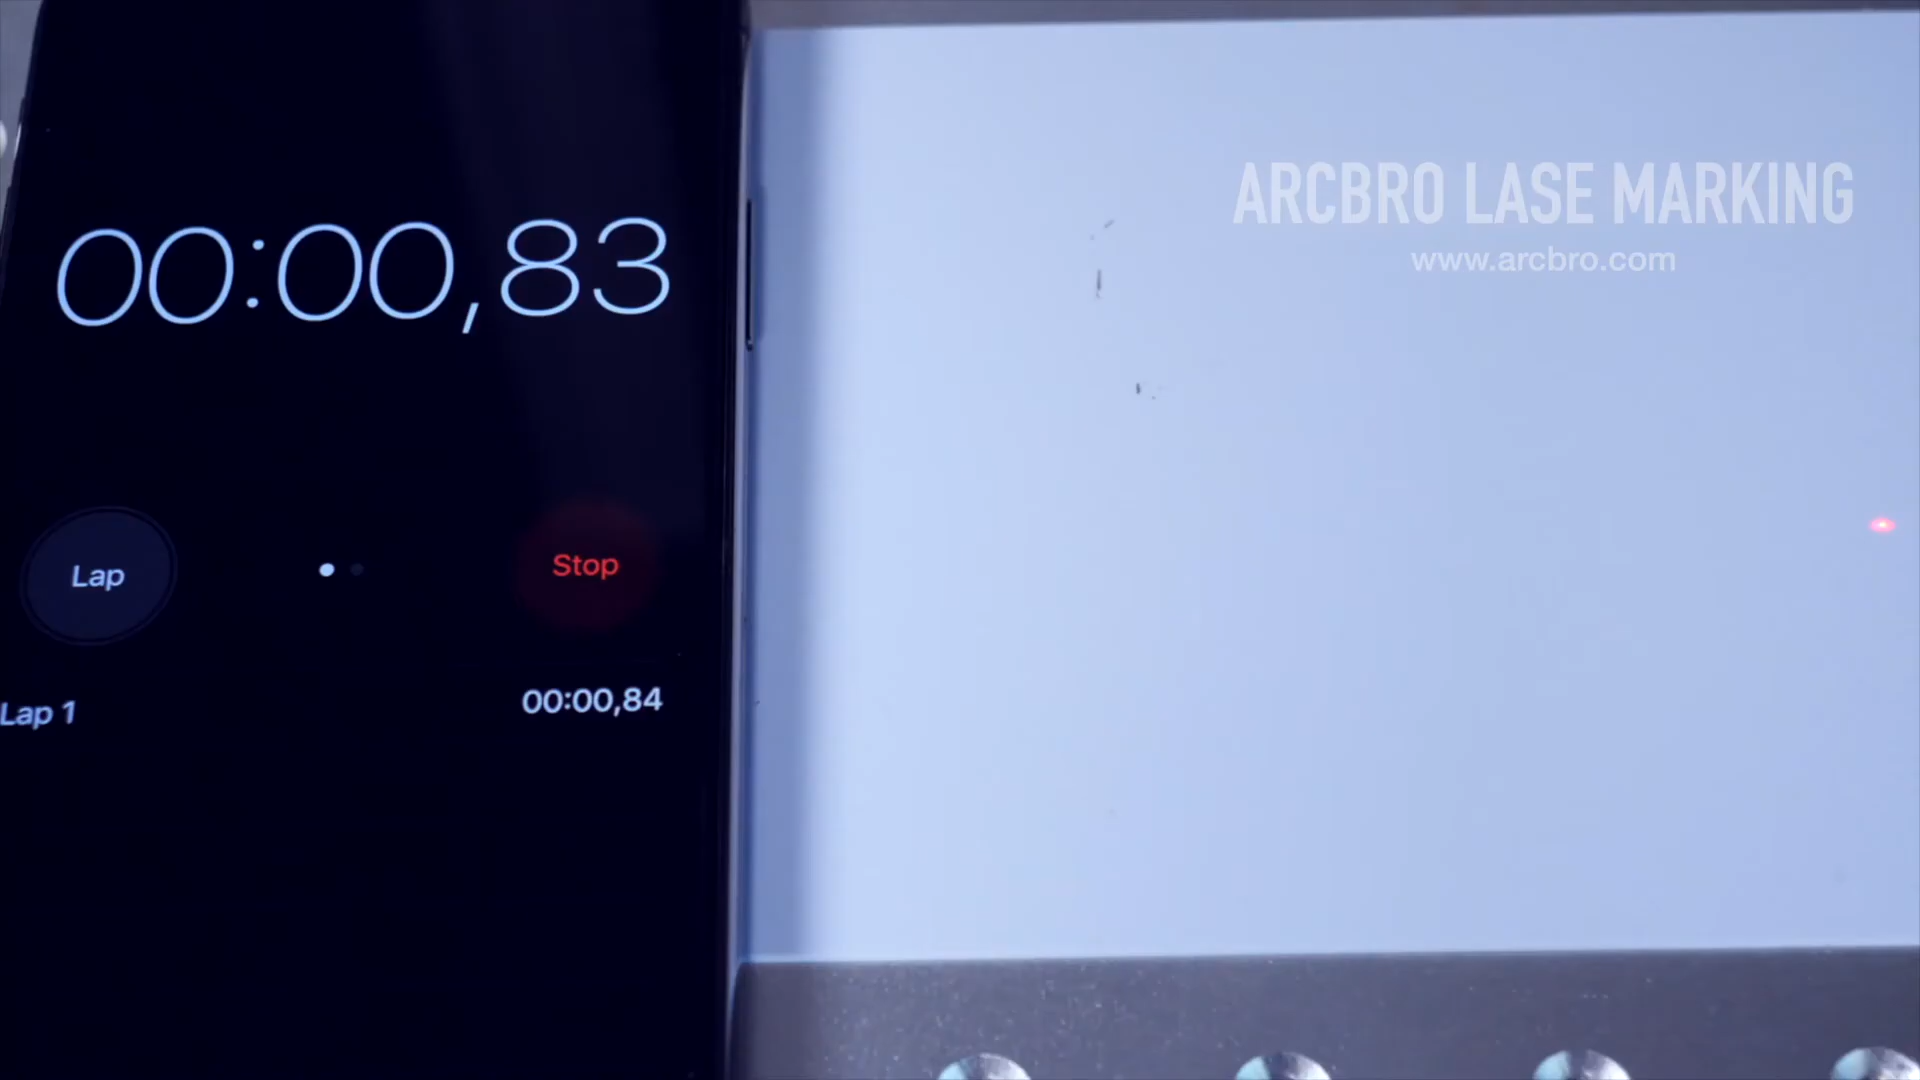 00:00,83
Lap
Stop
Lap 1
00:00,84
ARCBRO LASE MARKING
www.arcbro.com